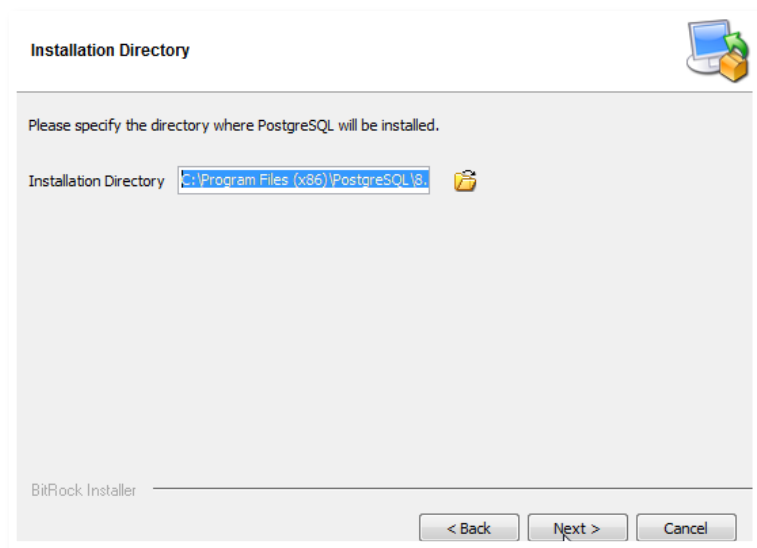 Installation Directory
Please specify the directory where PostgreSQL will be installed.
Installation Directory C:\Program Files (x86)\PostgreSQL\8.
BitRock Installer
< Back Next > Cancel